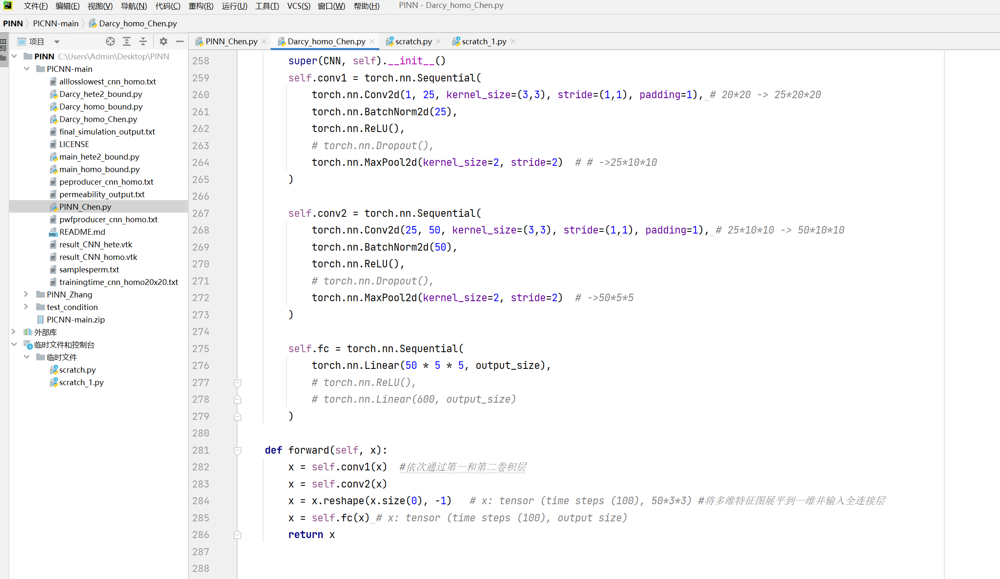 文件(F) 编辑(E) 视图(V) 导航(N) 代码(C) 重构(R) 运行(U) 工具(T) VCS(S) 窗口(W) 帮助(H) PINN - Darcy_homo_Chen.py
PINN PICNN-main Darcy_homo_Chen.py
项目
项目
PINN C:\Users\Admin\Desktop\PINN
PICNN-main
alllosslowest_cnn_homo.txt
Darcy_hete2_bound.py
Darcy_homo_bound.py
Darcy_homo_Chen.py
final_simulation_output.txt
LICENSE
main_hete2_bound.py
main_homo_bound.py
peproducer_cnn_homo.txt
permeability_output.txt
PINN_Chen.py
pwfproducer_cnn_homo.txt
README.md
result_CNN_hete.vtk
result_CNN_homo.vtk
samplesperm.txt
trainingtime_cnn_homo20x20.txt
PINN_Zhang
test_condition
PICNN-main.zip
外部库
临时文件和控制台
临时文件
scratch.py
scratch_1.py
PINN_Chen.py Darcy_homo_Chen.py scratch.py scratch_1.py
258 super(CNN, self).__init__()
259 self.conv1 = torch.nn.Sequential(
260 torch.nn.Conv2d(1, 25, kernel_size=(3,3), stride=(1,1), padding=1), # 20*20 -> 25*20*20
261 torch.nn.BatchNorm2d(25),
262 torch.nn.ReLU(),
263 # torch.nn.Dropout(),
264 torch.nn.MaxPool2d(kernel_size=2, stride=2)  # # ->25*10*10
265 )
266
267 self.conv2 = torch.nn.Sequential(
268 torch.nn.Conv2d(25, 50, kernel_size=(3,3), stride=(1,1), padding=1), # 25*10*10 -> 50*10*10
269 torch.nn.BatchNorm2d(50),
270 torch.nn.ReLU(),
271 # torch.nn.Dropout(),
272 torch.nn.MaxPool2d(kernel_size=2, stride=2)  # ->50*5*5
273 )
274
275 self.fc = torch.nn.Sequential(
276 torch.nn.Linear(50 * 5 * 5, output_size),
277 # torch.nn.ReLU(),
278 # torch.nn.Linear(600, output_size)
279 )
280
281 def forward(self, x):
282 x = self.conv1(x)  #依次通过第一和第二卷积层
283 x = self.conv2(x)
284 x = x.reshape(x.size(0), -1)   # x: tensor (time steps (100), 50*3*3) #将多维特征图展平到一维并输入全连接层
285 x = self.fc(x) # x: tensor (time steps (100), output size)
286 return x
287
288